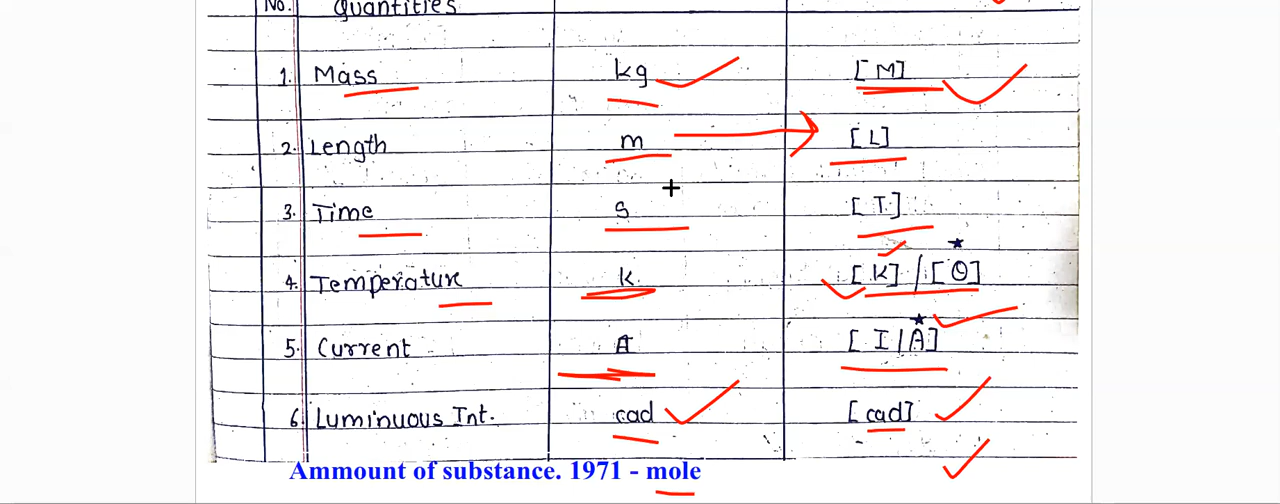 No. Quantities
1. Mass kg [M]
2. Length m [L]
3. Time s [T]
4. Temperature k [K] / [θ]
5. Current A [I/A]
6. Luminuous Int. cad [cad]
Ammount of substance. 1971 - mole